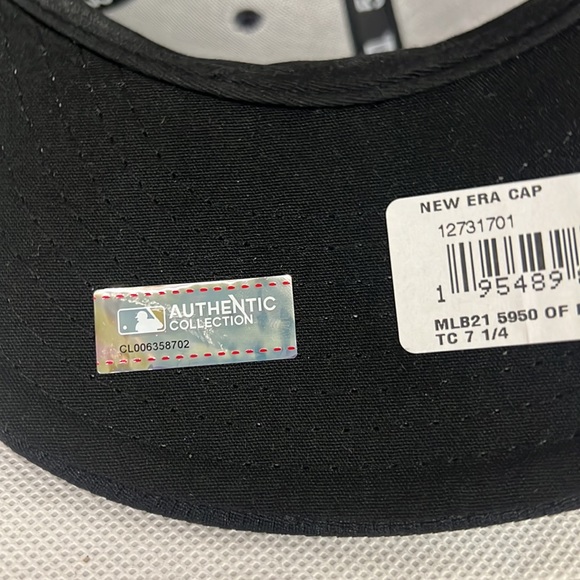 NEW ERA CAP
12731701
1 95489
MLB21 5950 OF
TC 7 1/4
AUTHENTIC
COLLECTION
CL006358702